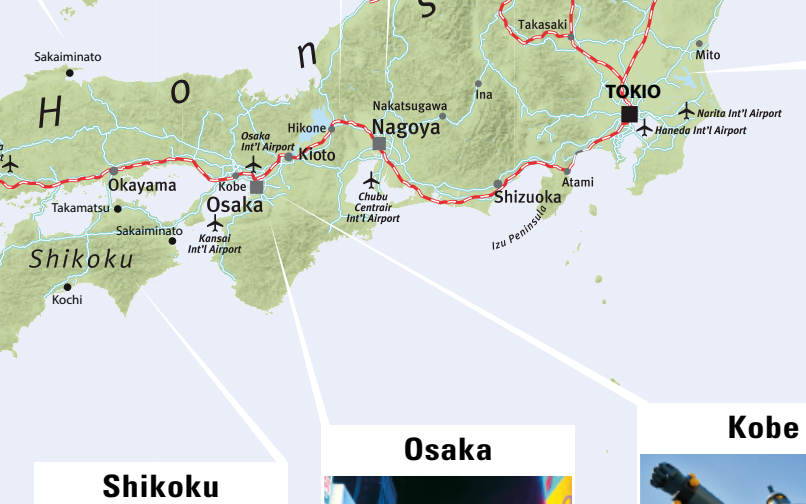 s
Takasaki
Mito
Sakaiminato
n
o
H
Ina
TOKIO
Nakatsugawa
Narita Int'l Airport
Haneda Int'l Airport
Hikone
Nagoya
Osaka
Int'l Airport
Kioto
Okayama
Kobe
Osaka
Atami
Shizuoka
Chubu
Centrair
Int'l Airport
Takamatsu
Sakaiminato
Kansai
Int'l Airport
Izu Peninsula
Shikoku
Kochi
Kobe
Osaka
Shikoku